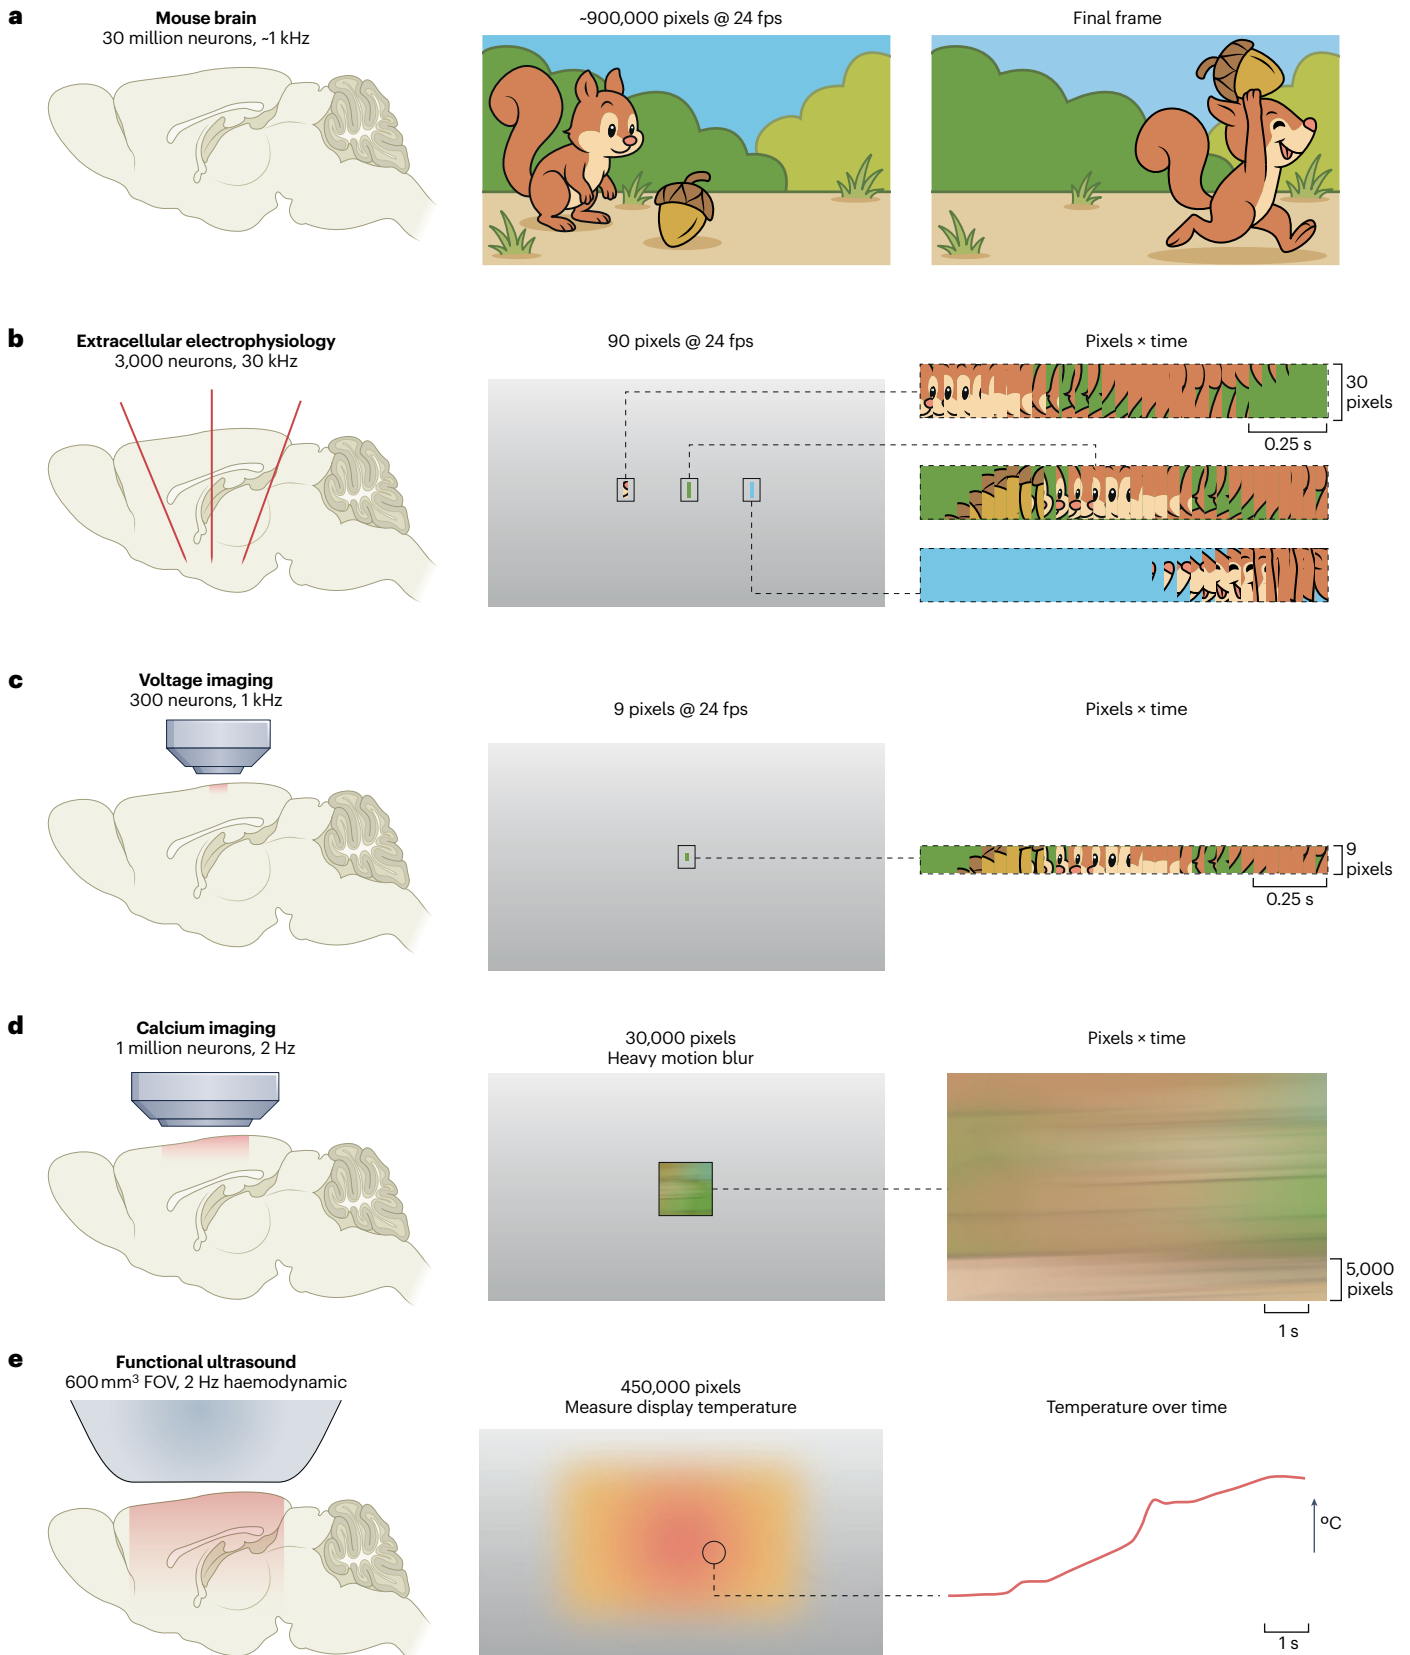 a
Mouse brain
30 million neurons, ~1 kHz
~900,000 pixels @ 24 fps
Final frame
b
Extracellular electrophysiology
3,000 neurons, 30 kHz
90 pixels @ 24 fps
Pixels × time
30
pixels
0.25 s
c
Voltage imaging
300 neurons, 1 kHz
9 pixels @ 24 fps
Pixels × time
9
pixels
0.25 s
d
Calcium imaging
1 million neurons, 2 Hz
30,000 pixels
Heavy motion blur
Pixels × time
5,000
pixels
1 s
e
Functional ultrasound
600 mm³ FOV, 2 Hz haemodynamic
450,000 pixels
Measure display temperature
Temperature over time
ºC
1 s